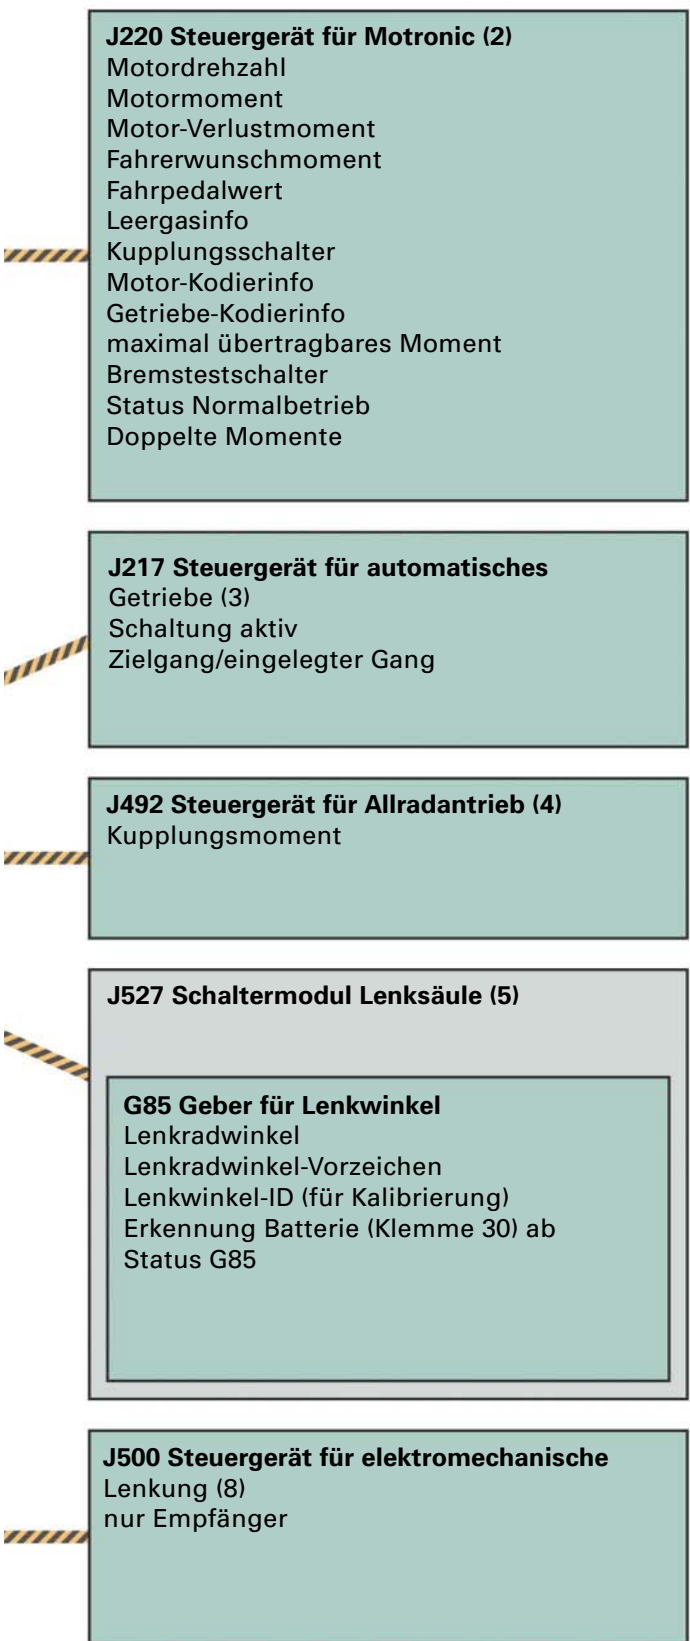 J220 Steuergerät für Motronic (2)
Motordrehzahl
Motormoment
Motor-Verlustmoment
Fahrerwunschmoment
Fahrpedalwert
Leergasinfo
Kupplungsschalter
Motor-Kodierinfo
Getriebe-Kodierinfo
maximal übertragbares Moment
Bremstestschalter
Status Normalbetrieb
Doppelte Momente
J217 Steuergerät für automatisches
Getriebe (3)
Schaltung aktiv
Zielgang/eingelegter Gang
J492 Steuergerät für Allradantrieb (4)
Kupplungsmoment
J527 Schaltermodul Lenksäule (5)
G85 Geber für Lenkwinkel
Lenkradwinkel
Lenkradwinkel-Vorzeichen
Lenkwinkel-ID (für Kalibrierung)
Erkennung Batterie (Klemme 30) ab
Status G85
J500 Steuergerät für elektromechanische
Lenkung (8)
nur Empfänger